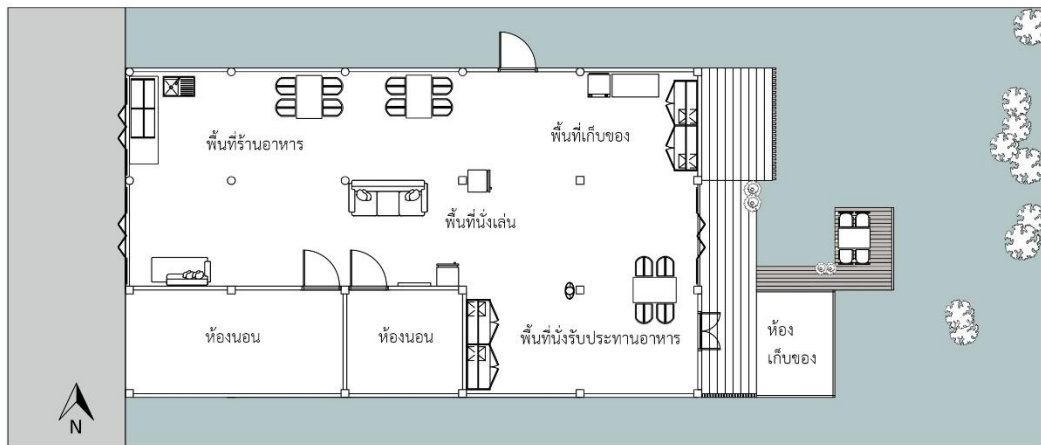 พื้นที่ร้านอาหาร
พื้นที่เก็บของ
พื้นที่นั่งเล่น
ห้องนอน
ห้องนอน
พื้นที่นั่งรับประทานอาหาร
ห้อง
เก็บของ
N